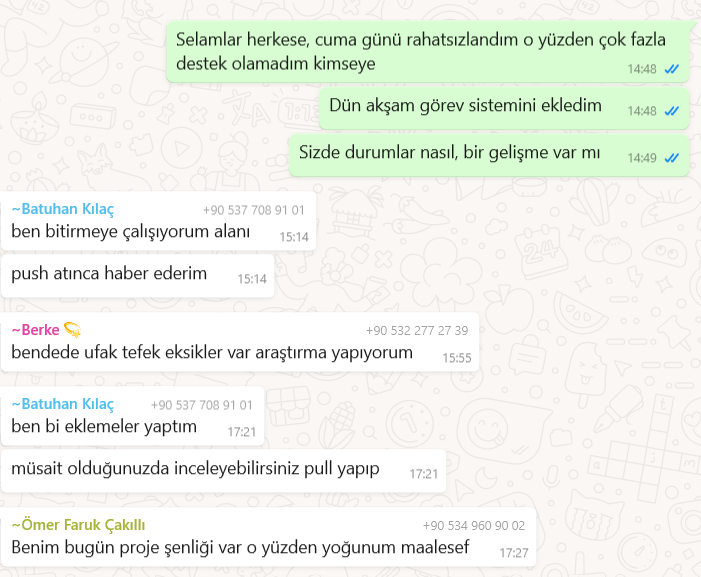 Selamlar herkese, cuma günü rahatsızlandım o yüzden çok fazla
destek olamadım kimseye
14:48
Dün akşam görev sistemini ekledim
14:48
Sizde durumlar nasıl, bir gelişme var mı
14:49
~Batuhan Kılaç +90 537 708 91 01
ben bitirmeye çalışıyorum alanı
15:14
push atınca haber ederim
15:14
~Berke 💫 +90 532 277 27 39
bendede ufak tefek eksikler var araştırma yapıyorum
15:55
~Batuhan Kılaç +90 537 708 91 01
ben bi eklemeler yaptım
17:21
müsait olduğunuzda inceleyebilirsiniz pull yapıp
17:21
~Ömer Faruk Çakıllı +90 534 960 90 02
Benim bugün proje şenliği var o yüzden yoğunum maalesef
17:27